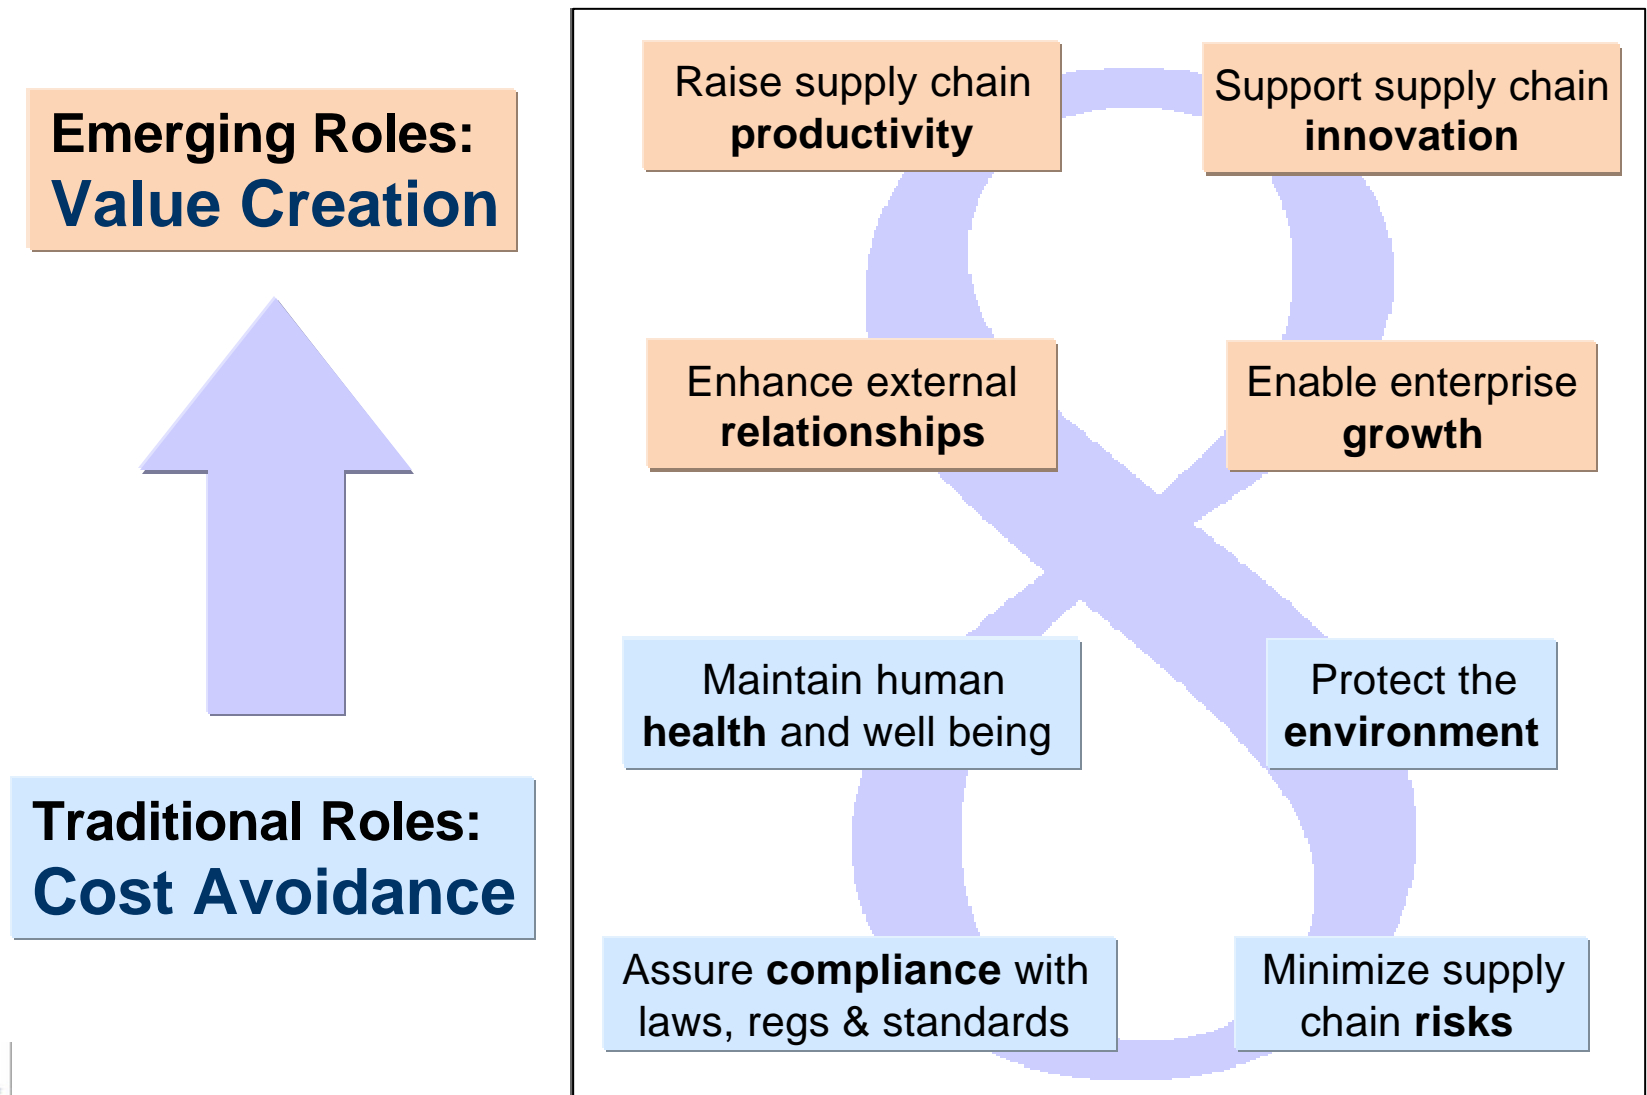 Emerging Roles:
Value Creation
Traditional Roles:
Cost Avoidance
Raise supply chain
productivity
Support supply chain
innovation
Enhance external
relationships
Enable enterprise
growth
Maintain human
health and well being
Protect the
environment
Assure compliance with
laws, regs & standards
Minimize supply
chain risks